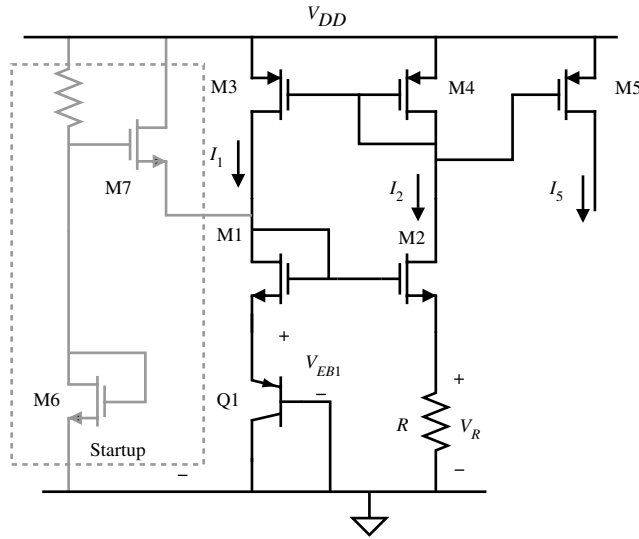 V_DD
M3
M4
M5
M7
I_1
I_2
I_5
M1
M2
+
V_EB1
–
+
M6
Q1
R
V_R
Startup
–
–